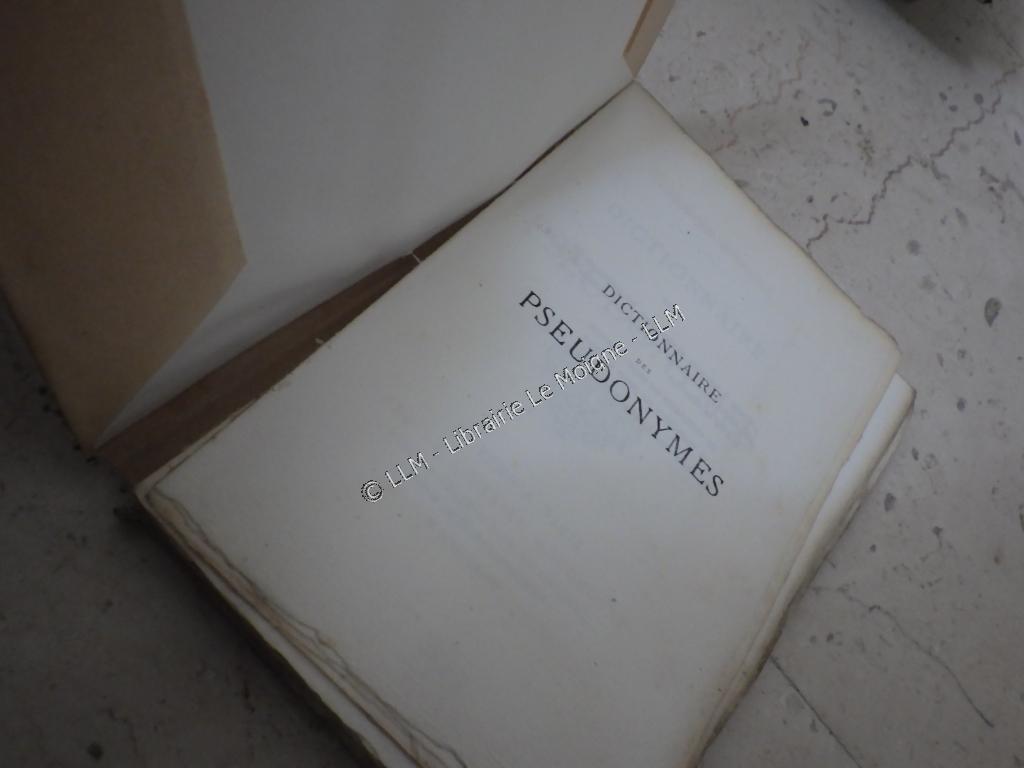 DICTIONNAIRE
DES
PSEUDONYMES
© LLM - Librairie Le Moigne - LLM